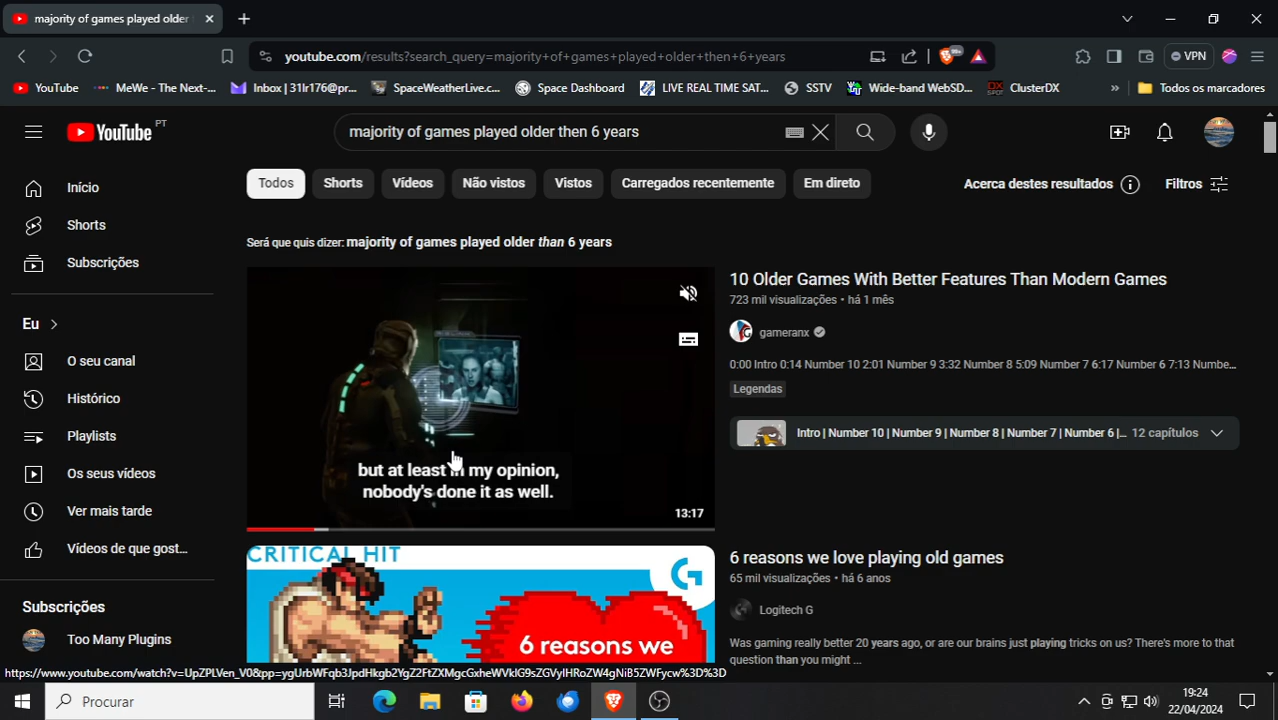 majority of games played older
youtube.com/results?search_query=majority+of+games+played+older+then+6+years
VPN
YouTube
MeWe - The Next-...
Inbox | 31lr176@pr...
SpaceWeatherLive.c...
Space Dashboard
LIVE REAL TIME SAT...
SSTV
Wide-band WebSD...
ClusterDX
»
Todos os marcadores
YouTube PT
majority of games played older then 6 years
Todos
Shorts
Vídeos
Não vistos
Vistos
Carregados recentemente
Em direto
Acerca destes resultados
Filtros
Início
Shorts
Subscrições
Eu
O seu canal
Histórico
Playlists
Os seus vídeos
Ver mais tarde
Vídeos de que gost...
Subscrições
Too Many Plugins
Será que quis dizer: majority of games played older than 6 years
but at least in my opinion,
nobody's done it as well.
13:17
10 Older Games With Better Features Than Modern Games
723 mil visualizações • há 1 mês
gameranx
0:00 Intro 0:14 Number 10 2:01 Number 9 3:32 Number 8 5:09 Number 7 6:17 Number 6 7:13 Numbe...
Legendas
Intro | Number 10 | Number 9 | Number 8 | Number 7 | Number 6 |... 12 capítulos
CRITICAL HIT
6 reasons we
6 reasons we love playing old games
65 mil visualizações • há 6 anos
Logitech G
Was gaming really better 20 years ago, or are our brains just playing tricks on us? There's more to that
question than you might ...
https://www.youtube.com/watch?v=UpZPLVen_V0&pp=ygUrbWFqb3JpdHkgb2YgZ2FtZXMgcGxheWVkIG9sZGVyIHRoZW4gNiB5ZWFycw%3D%3D
Procurar
19:24
22/04/2024